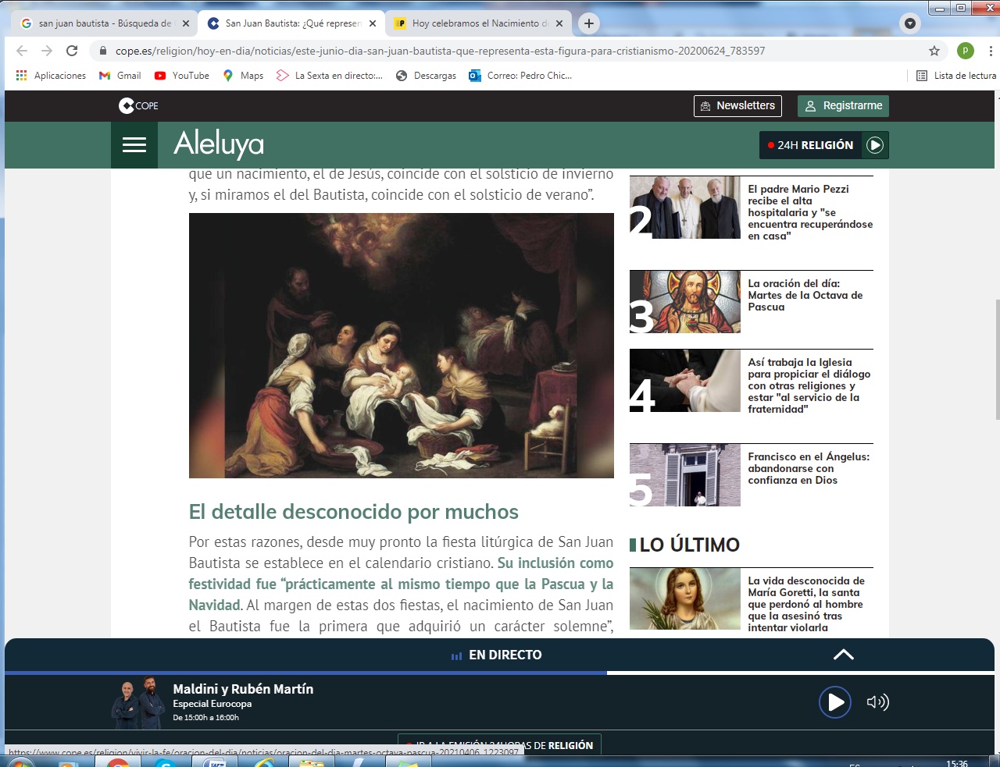 san juan bautista - Búsqueda de
San Juan Bautista: ¿Qué represen
Hoy celebramos el Nacimiento d
cope.es/religion/hoy-en-dia/noticias/este-junio-dia-san-juan-bautista-que-representa-esta-figura-para-cristianismo-20200624_783597
p
Aplicaciones
Gmail
YouTube
Maps
La Sexta en directo:...
Descargas
Correo: Pedro Chic...
Lista de lectura
COPE
Newsletters
Registrarme
Aleluya
24H RELIGIÓN
que un nacimiento, el de Jesús, coincide con el solsticio de invierno
y, si miramos el del Bautista, coincide con el solsticio de verano”.
El detalle desconocido por muchos
Por estas razones, desde muy pronto la fiesta litúrgica de San Juan
Bautista se establece en el calendario cristiano. Su inclusión como
festividad fue “prácticamente al mismo tiempo que la Pascua y la
Navidad. Al margen de estas dos fiestas, el nacimiento de San Juan
el Bautista fue la primera que adquirió un carácter solemne”,
2
El padre Mario Pezzi
recibe el alta
hospitalaria y "se
encuentra recuperándose
en casa"
3
La oración del día:
Martes de la Octava de
Pascua
4
Así trabaja la Iglesia
para propiciar el diálogo
con otras religiones y
estar "al servicio de la
fraternidad"
5
Francisco en el Ángelus:
abandonarse con
confianza en Dios
LO ÚLTIMO
La vida desconocida de
María Goretti, la santa
que perdonó al hombre
que la asesinó tras
intentar violarla
EN DIRECTO
Maldini y Rubén Martín
Especial Eurocopa
De 15:00h a 16:00h
IR A LA EMISIÓN 24HORAS DE RELIGIÓN
https://www.cope.es/religion/vivir-la-fe/oracion-del-dia/noticias/oracion-del-dia-martes-octava-pascua-20210406_1223097
ES
15:36